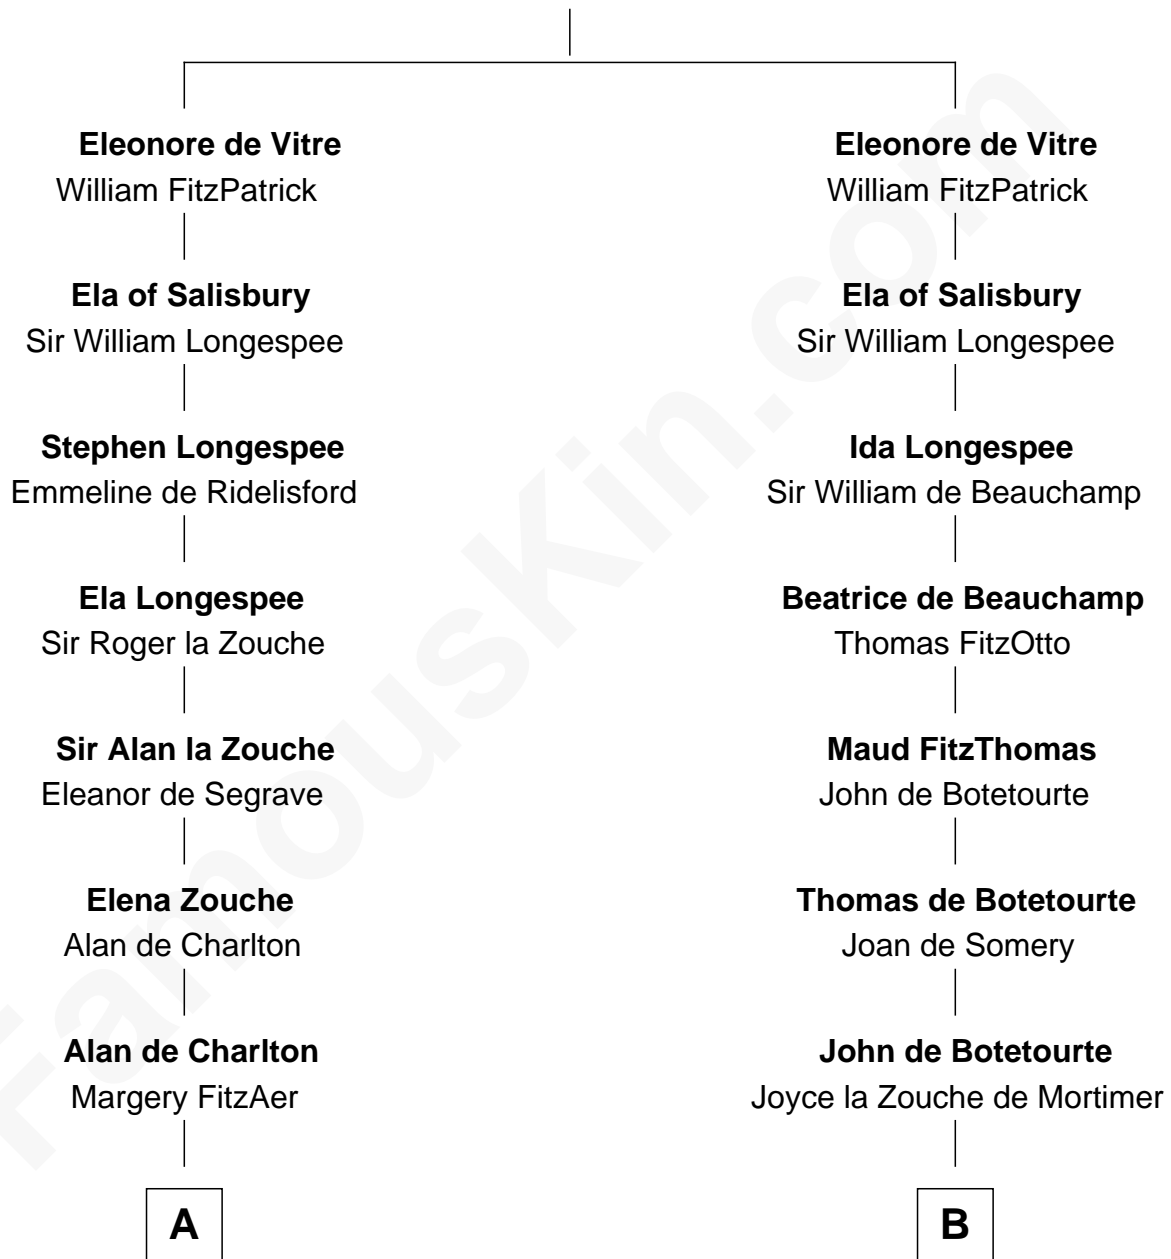 Eleonore de Vitre
William FitzPatrick
Ela of Salisbury
Sir William Longespee
Stephen Longespee
Emmeline de Ridelisford
Ela Longespee
Sir Roger la Zouche
Sir Alan la Zouche
Eleanor de Segrave
Elena Zouche
Alan de Charlton
Alan de Charlton
Margery FitzAer
A
Eleonore de Vitre
William FitzPatrick
Ela of Salisbury
Sir William Longespee
Ida Longespee
Sir William de Beauchamp
Beatrice de Beauchamp
Thomas FitzOtto
Maud FitzThomas
John de Botetourte
Thomas de Botetourte
Joan de Somery
John de Botetourte
Joyce la Zouche de Mortimer
B
FamousKin.com